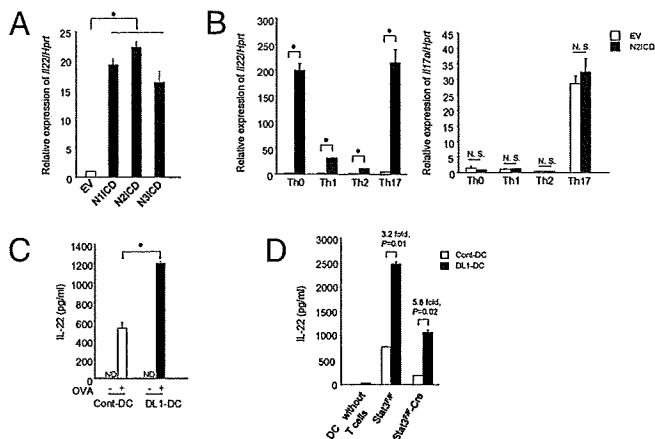 A
Relative expression of Il22/Hprt
25
20
15
10
5
0
*
EV
N1ICD
N2ICD
N3ICD
B
Relative expression of Il22/Hprt
300
250
200
150
100
50
0
*
*
*
*
Th0
Th1
Th2
Th17
Relative expression of Il17a/Hprt
45
40
35
30
25
20
15
10
5
0
N. S.
N. S.
N. S.
N. S.
Th0
Th1
Th2
Th17
EV
N2ICD
C
IL-22 (pg/ml)
1400
1200
1000
800
600
400
200
0
*
ND
ND
OVA
- +
- +
Cont-DC
DL1-DC
D
IL-22 (pg/ml)
3000
2500
2000
1500
1000
500
0
3.2 fold,
P=0.01
5.8 fold,
P=0.02
Cont-DC
DL1-DC
DC without
T cells
Stat3
Stat3 -Cre